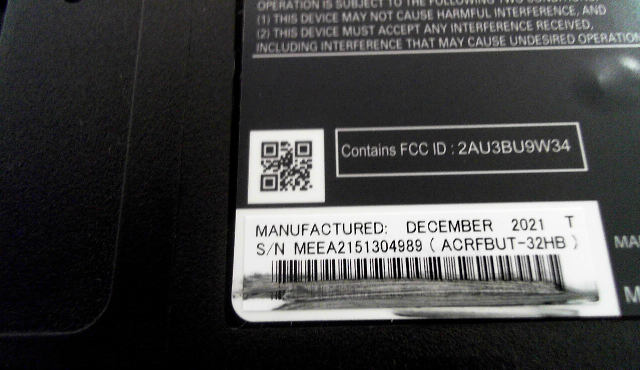 OPERATION IS SUBJECT TO THE FOLLOWING TWO
(1) THIS DEVICE MAY NOT CAUSE HARMFUL INTERFERENCE, AND
(2) THIS DEVICE MUST ACCEPT ANY INTERFERENCE RECEIVED,
INCLUDING INTERFERENCE THAT MAY CAUSE UNDESIRED OPERATION
Contains FCC ID : 2AU3BU9W34
MANUFACTURED: DECEMBER 2021 T
S/N MEEA2151304989 ( ACRFBUT-32HB )
MA
M